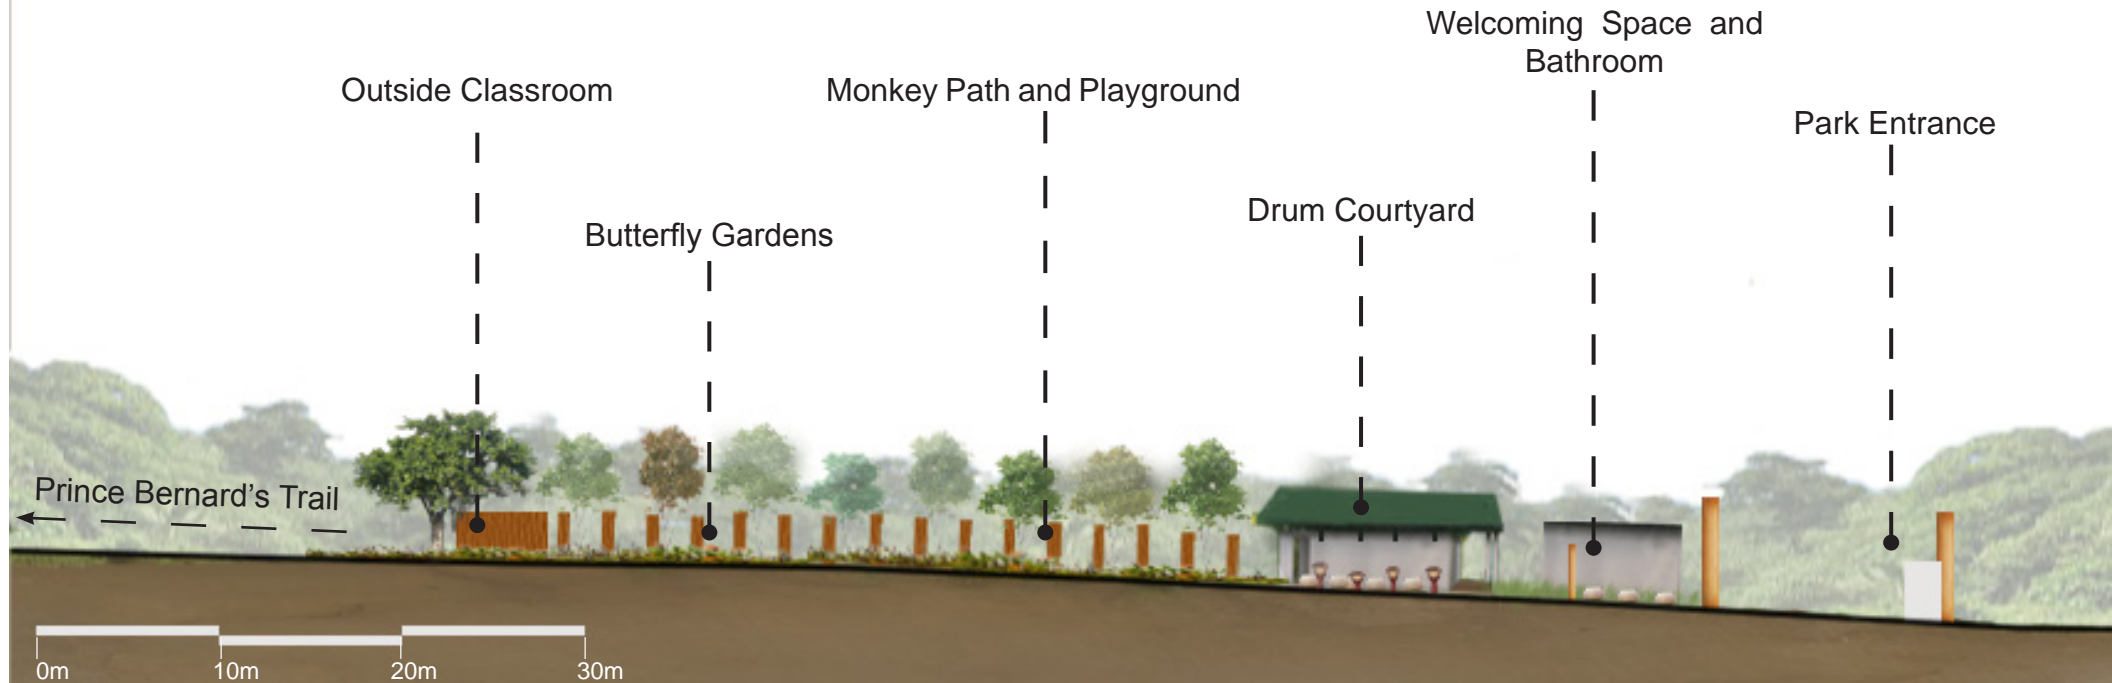 Welcoming Space and
Bathroom
Outside Classroom
Monkey Path and Playground
Park Entrance
Drum Courtyard
Butterfly Gardens
Prince Bernard's Trail
0m
10m
20m
30m